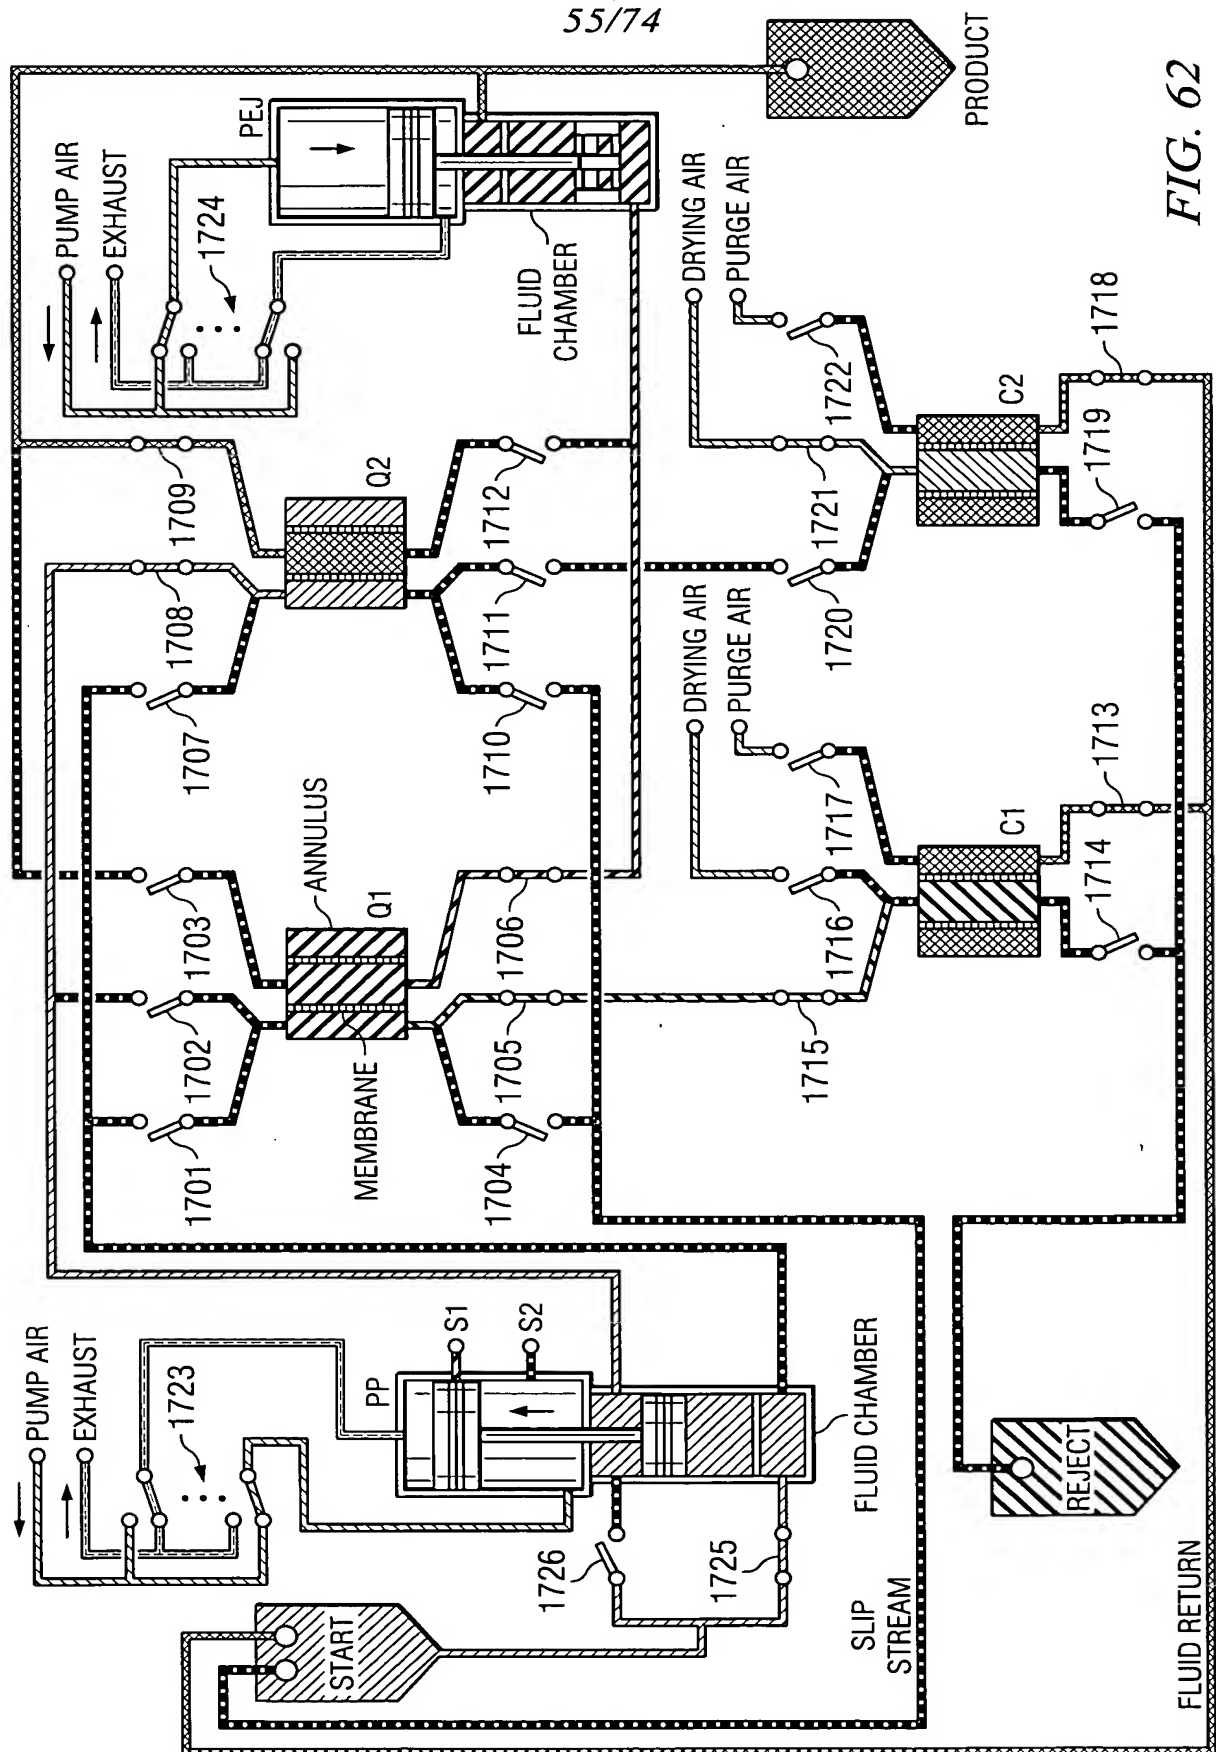 55/74
PUMP AIR
EXHAUST
1724
PEJ
FLUID
CHAMBER
PRODUCT
FIG. 62
1709
1708
1707
Q2
1712
1711
1710
DRYING AIR
PURGE AIR
1722
1721
1720
C2
1718
1719
1703
1702
1701
ANNULUS
MEMBRANE
Q1
1706
1705
1704
DRYING AIR
PURGE AIR
1717
1716
1715
C1
1713
1714
PUMP AIR
EXHAUST
1723
PP
S1
S2
FLUID CHAMBER
1726
1725
START
SLIP
STREAM
REJECT
FLUID RETURN